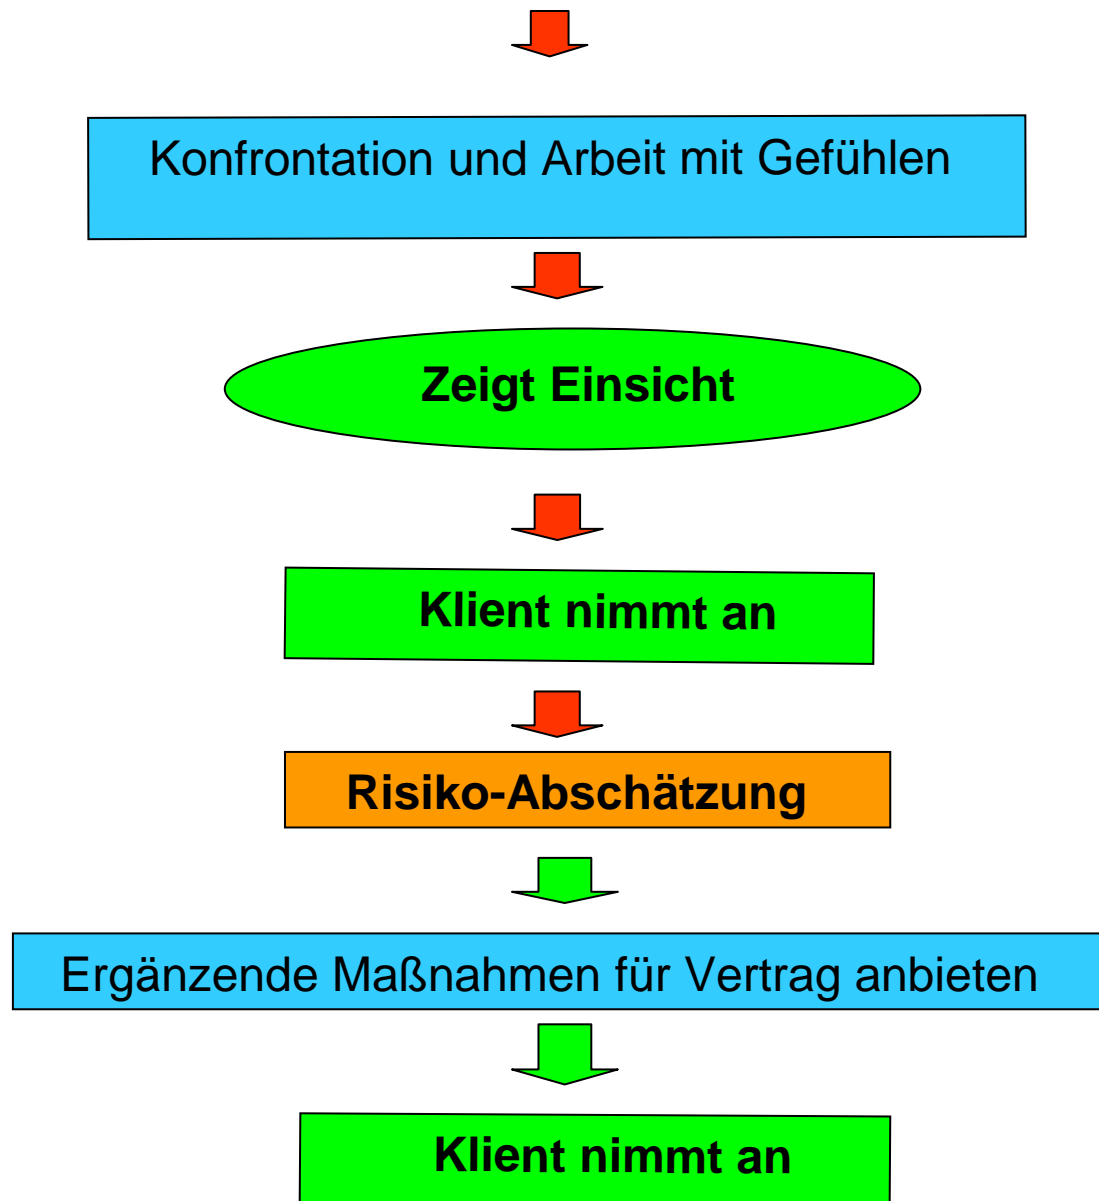 Konfrontation und Arbeit mit Gefühlen
Zeigt Einsicht
Klient nimmt an
Risiko-Abschätzung
Ergänzende Maßnahmen für Vertrag anbieten
Klient nimmt an